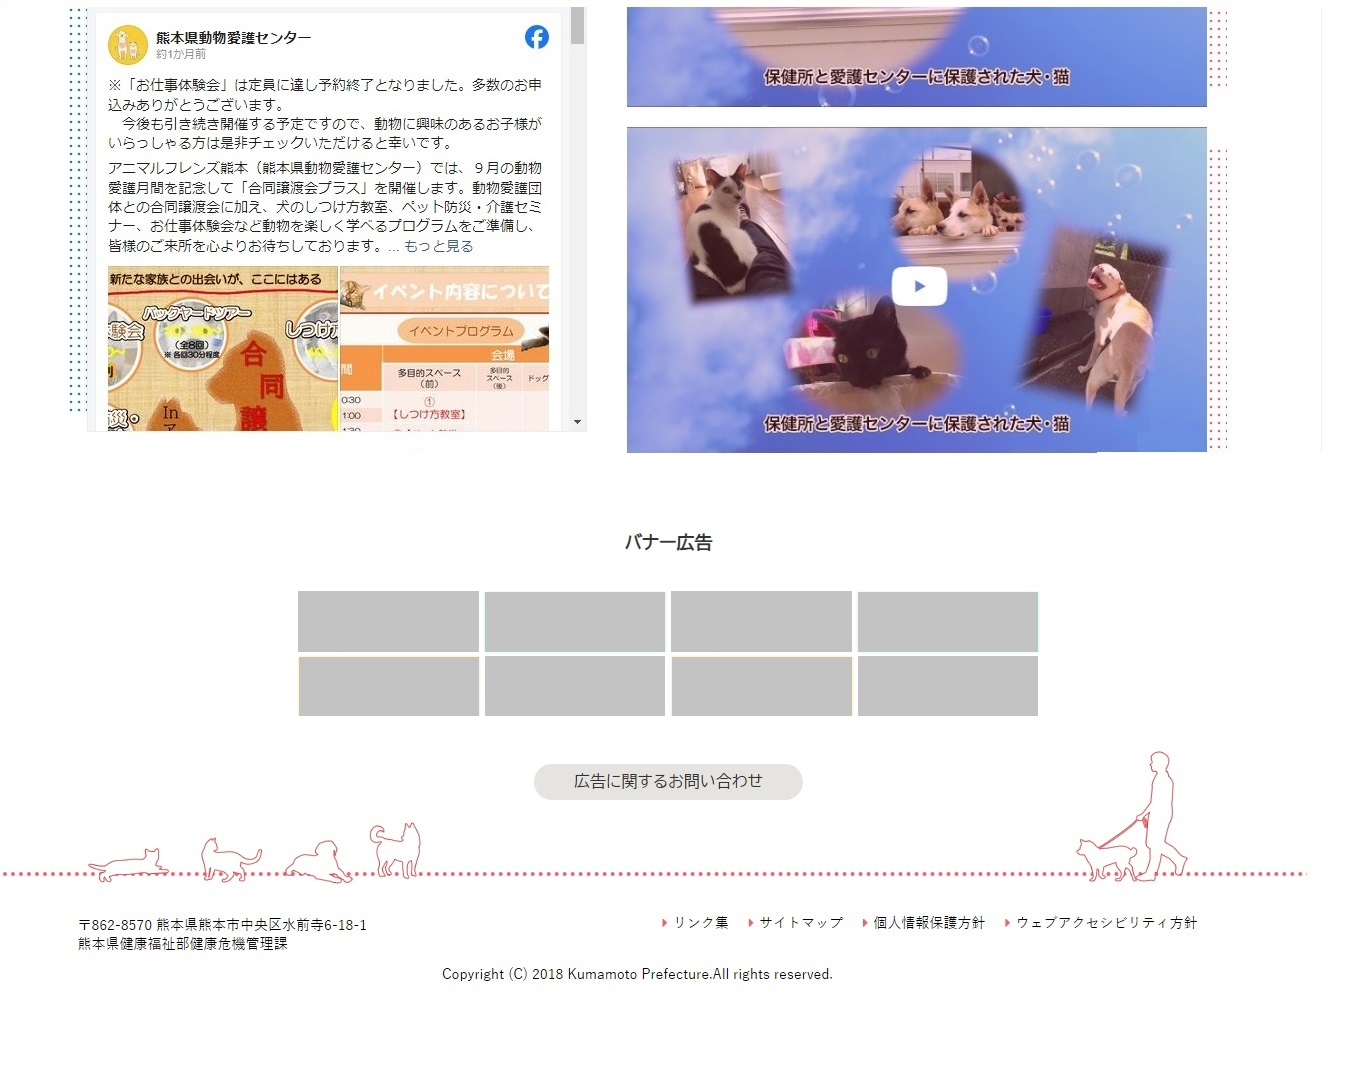 熊本県動物愛護センター
約1か月前
※「お仕事体験会」は定員に達し予約終了となりました。多数のお申
込みありがとうございます。
　今後も引き続き開催する予定ですので、動物に興味のあるお子様が
いらっしゃる方は是非チェックいただけると幸いです。
アニマルフレンズ熊本（熊本県動物愛護センター）では、９月の動物
愛護月間を記念して「合同譲渡会プラス」を開催します。動物愛護団
体との合同譲渡会に加え、犬のしつけ方教室、ペット防災・介護セミ
ナー、お仕事体験会など動物を楽しく学べるプログラムをご準備し、
皆様のご来所を心よりお待ちしております。... もっと見る
新たな家族との出会いが、ここにはある
バックヤードツアー
（全8回）
※各回30分程度
験会
しつけ方
合同譲
In
ア
災・
イベント内容について
イベントプログラム
間
会場
多目的スペース
（前）
多目的
スペース
（後）
ドッグ
0:30
1:00
①
【しつけ方教室】
保健所と愛護センターに保護された犬・猫
保健所と愛護センターに保護された犬・猫
バナー広告
広告に関するお問い合わせ
〒862-8570 熊本県熊本市中央区水前寺6-18-1
熊本県健康福祉部健康危機管理課
リンク集 サイトマップ 個人情報保護方針 ウェブアクセシビリティ方針
Copyright (C) 2018 Kumamoto Prefecture.All rights reserved.